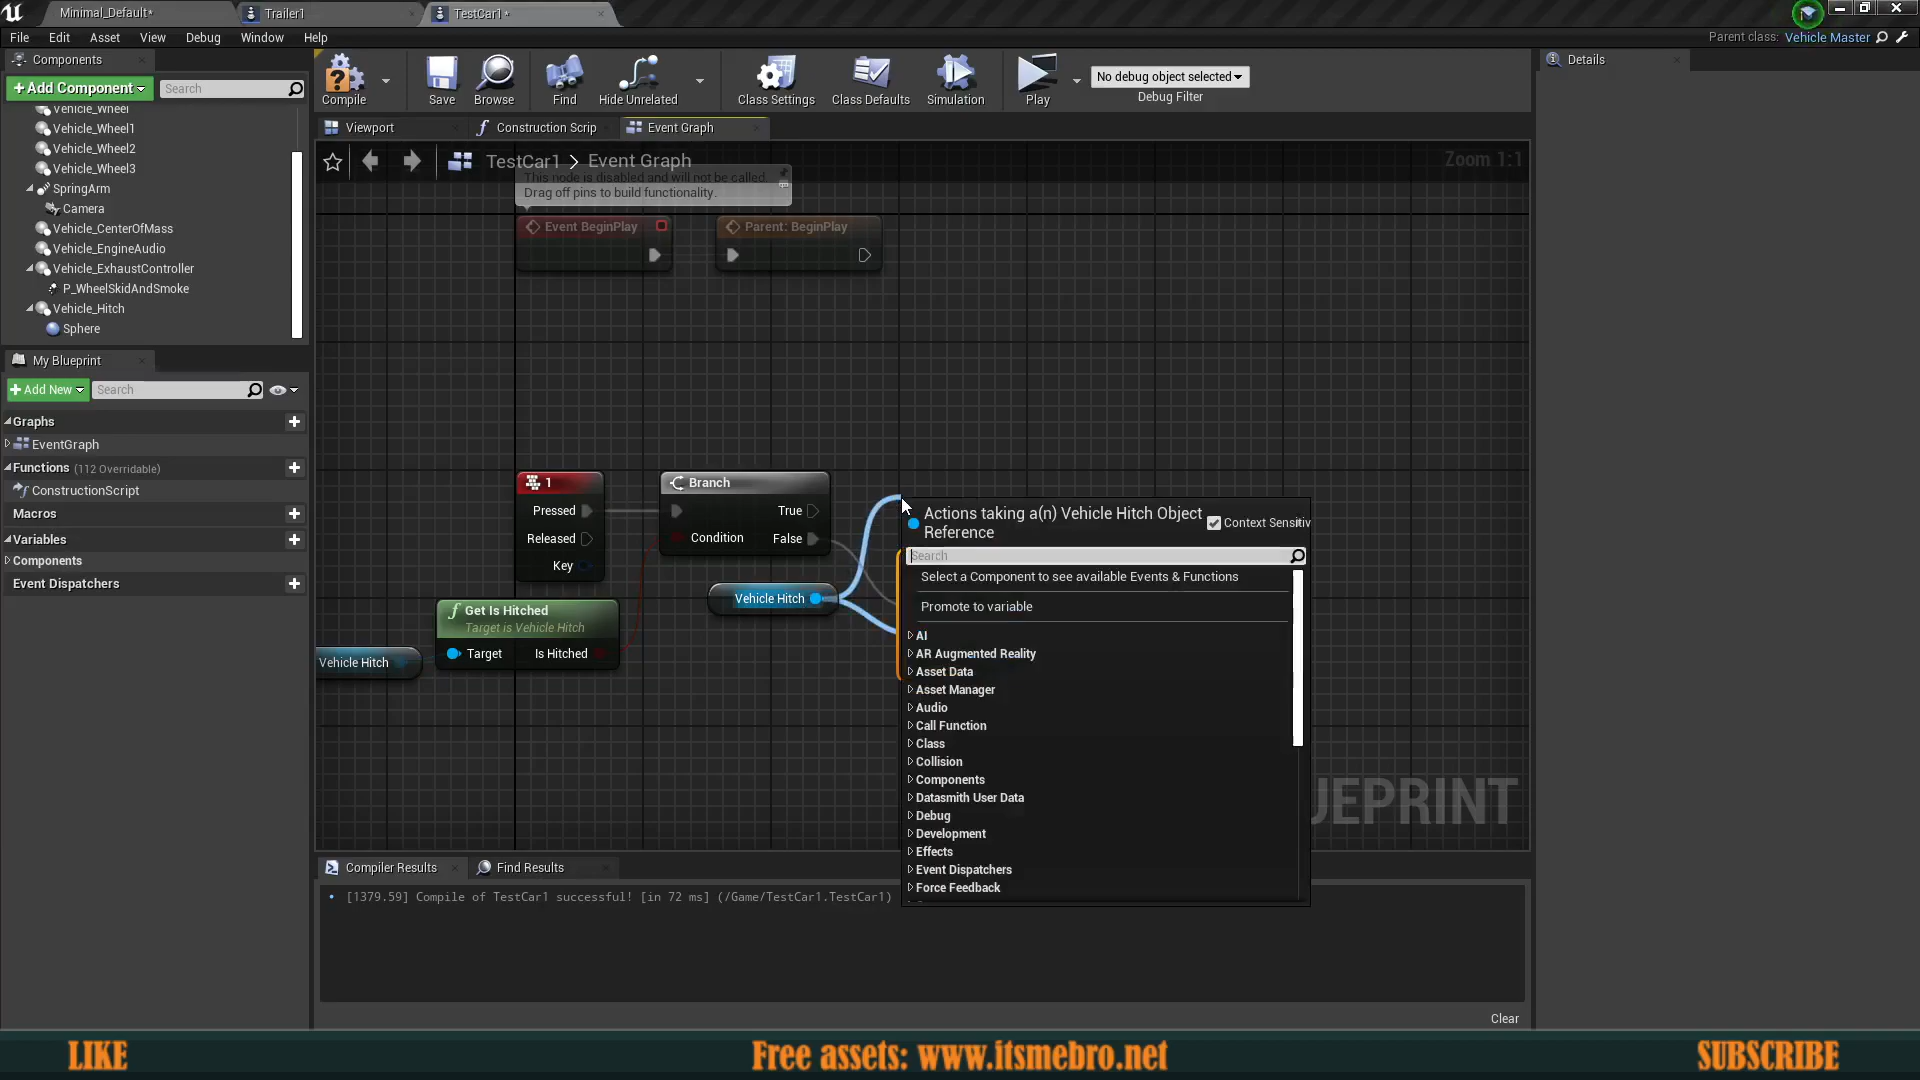 Minimal_Default*
Trailer1
TestCar1*
File Edit Asset View Debug Window Help
Parent class: Vehicle Master
Components
+Add Component
Search
Vehicle_Wheel
Vehicle_Wheel1
Vehicle_Wheel2
Vehicle_Wheel3
SpringArm
Camera
Vehicle_CenterOfMass
Vehicle_EngineAudio
Vehicle_ExhaustController
P_WheelSkidAndSmoke
Vehicle_Hitch
Sphere
My Blueprint
+Add New
Search
Graphs
EventGraph
Functions (112 Overridable)
ConstructionScript
Macros
Variables
Components
Event Dispatchers
Compile
Save
Browse
Find
Hide Unrelated
Class Settings
Class Defaults
Simulation
Play
No debug object selected
Debug Filter
Viewport
Construction Scrip
Event Graph
TestCar1 > Event Graph
Zoom 1:1
This node is disabled and will not be called.
Drag off pins to build functionality.
Event BeginPlay
Parent: BeginPlay
1
Pressed
Released
Key
Branch
True
Condition
False
Vehicle Hitch
Get Is Hitched
Target is Vehicle Hitch
Target
Is Hitched
Vehicle Hitch
Actions taking a(n) Vehicle Hitch Object
Reference
Context Sensitiv
Search
Select a Component to see available Events & Functions
Promote to variable
AI
AR Augmented Reality
Asset Data
Asset Manager
Audio
Call Function
Class
Collision
Components
Datasmith User Data
Debug
Development
Effects
Event Dispatchers
Force Feedback
UEPRINT
Details
Compiler Results
Find Results
[1379.59] Compile of TestCar1 successful! [in 72 ms] (/Game/TestCar1.TestCar1)
Clear
LIKE
Free assets: www.itsmebro.net
SUBSCRIBE